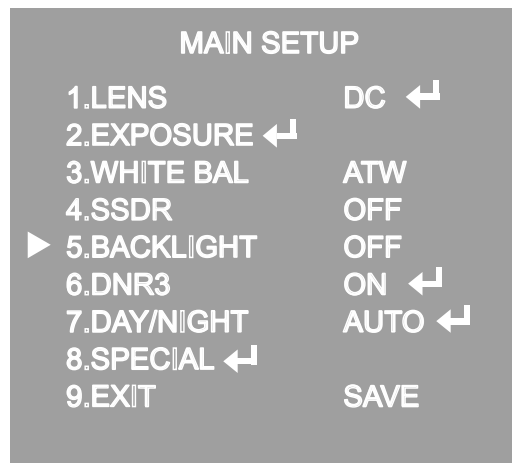 MAIN SETUP
1.LENS DC ↵
2.EXPOSURE ↵
3.WHITE BAL ATW
4.SSDR OFF
▶ 5.BACKLIGHT OFF
6.DNR3 ON ↵
7.DAY/NIGHT AUTO ↵
8.SPECIAL ↵
9.EXIT SAVE